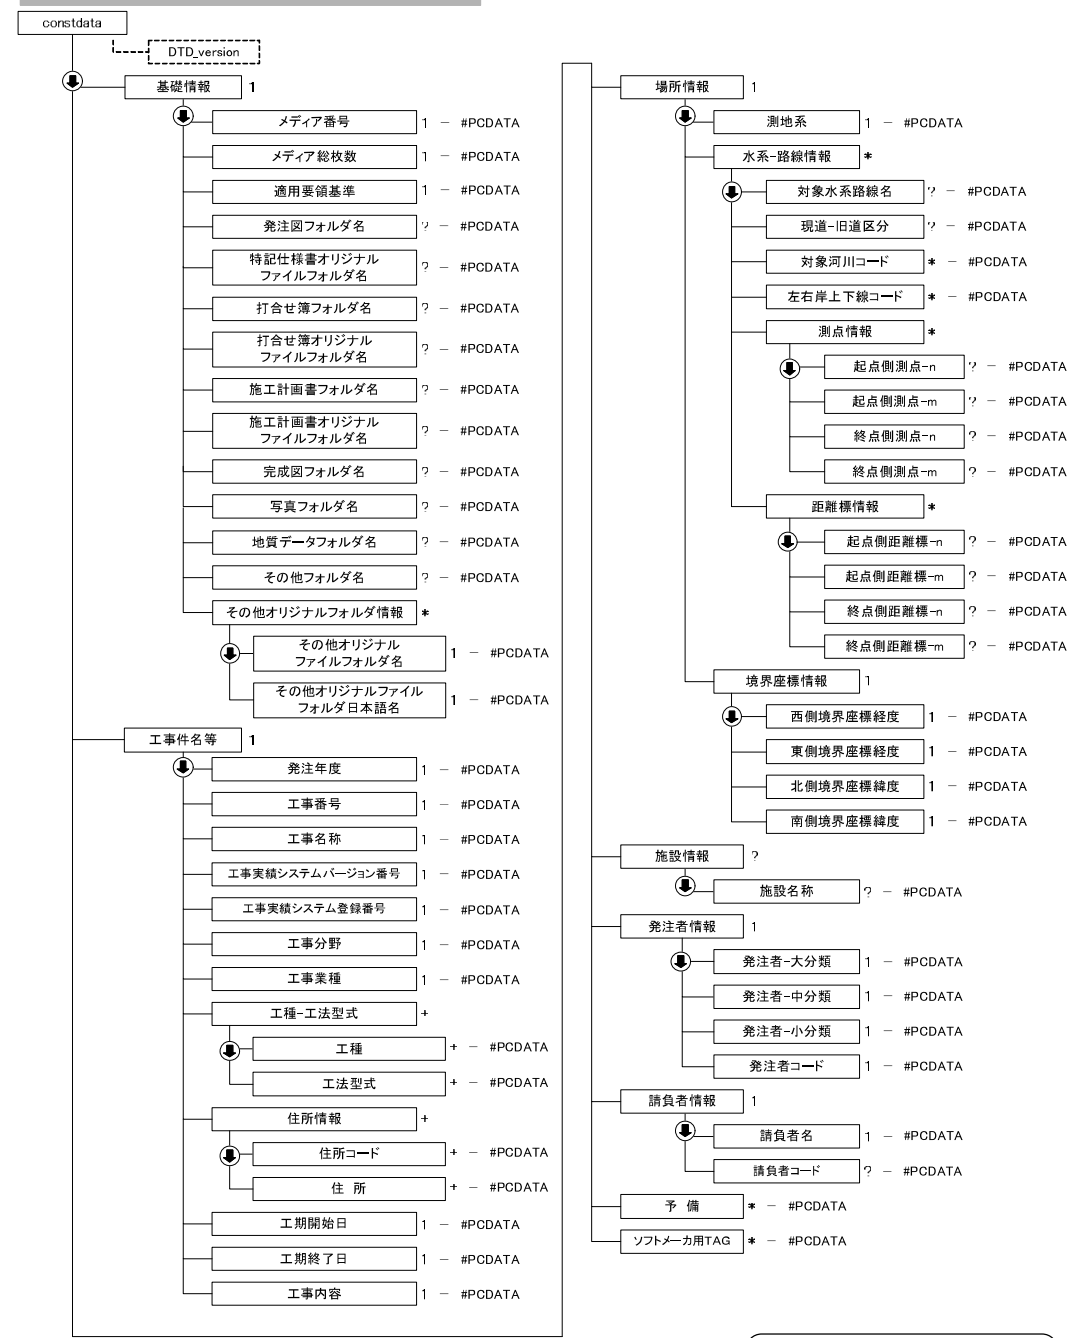 constdata
DTD_version
基礎情報 1
メディア番号 1 － #PCDATA
メディア総枚数 1 － #PCDATA
適用要領基準 1 － #PCDATA
発注図フォルダ名 ? － #PCDATA
特記仕様書オリジナル
ファイルフォルダ名 ? － #PCDATA
打合せ簿フォルダ名 ? － #PCDATA
打合せ簿オリジナル
ファイルフォルダ名 ? － #PCDATA
施工計画書フォルダ名 ? － #PCDATA
施工計画書オリジナル
ファイルフォルダ名 ? － #PCDATA
完成図フォルダ名 ? － #PCDATA
写真フォルダ名 ? － #PCDATA
地質データフォルダ名 ? － #PCDATA
その他フォルダ名 ? － #PCDATA
その他オリジナルフォルダ情報 *
その他オリジナル
ファイルフォルダ名 1 － #PCDATA
その他オリジナルファイル
フォルダ日本語名 1 － #PCDATA
工事件名等 1
発注年度 1 － #PCDATA
工事番号 1 － #PCDATA
工事名称 1 － #PCDATA
工事実績システムバージョン番号 1 － #PCDATA
工事実績システム登録番号 1 － #PCDATA
工事分野 1 － #PCDATA
工事業種 1 － #PCDATA
工種-工法型式 +
工種 + － #PCDATA
工法型式 + － #PCDATA
住所情報 +
住所コード + － #PCDATA
住 所 + － #PCDATA
工期開始日 1 － #PCDATA
工期終了日 1 － #PCDATA
工事内容 1 － #PCDATA
場所情報 1
測地系 1 － #PCDATA
水系-路線情報 *
対象水系路線名 ? － #PCDATA
現道-旧道区分 ? － #PCDATA
対象河川コード * － #PCDATA
左右岸上下線コード * － #PCDATA
測点情報 *
起点側測点-n ? － #PCDATA
起点側測点-m ? － #PCDATA
終点側測点-n ? － #PCDATA
終点側測点-m ? － #PCDATA
距離標情報 *
起点側距離標-n ? － #PCDATA
起点側距離標-m ? － #PCDATA
終点側距離標-n ? － #PCDATA
終点側距離標-m ? － #PCDATA
境界座標情報 1
西側境界座標経度 1 － #PCDATA
東側境界座標経度 1 － #PCDATA
北側境界座標緯度 1 － #PCDATA
南側境界座標緯度 1 － #PCDATA
施設情報 ?
施設名称 ? － #PCDATA
発注者情報 1
発注者-大分類 1 － #PCDATA
発注者-中分類 1 － #PCDATA
発注者-小分類 1 － #PCDATA
発注者コード 1 － #PCDATA
請負者情報 1
請負者名 1 － #PCDATA
請負者コード ? － #PCDATA
予 備 * － #PCDATA
ソフトメーカ用TAG * － #PCDATA